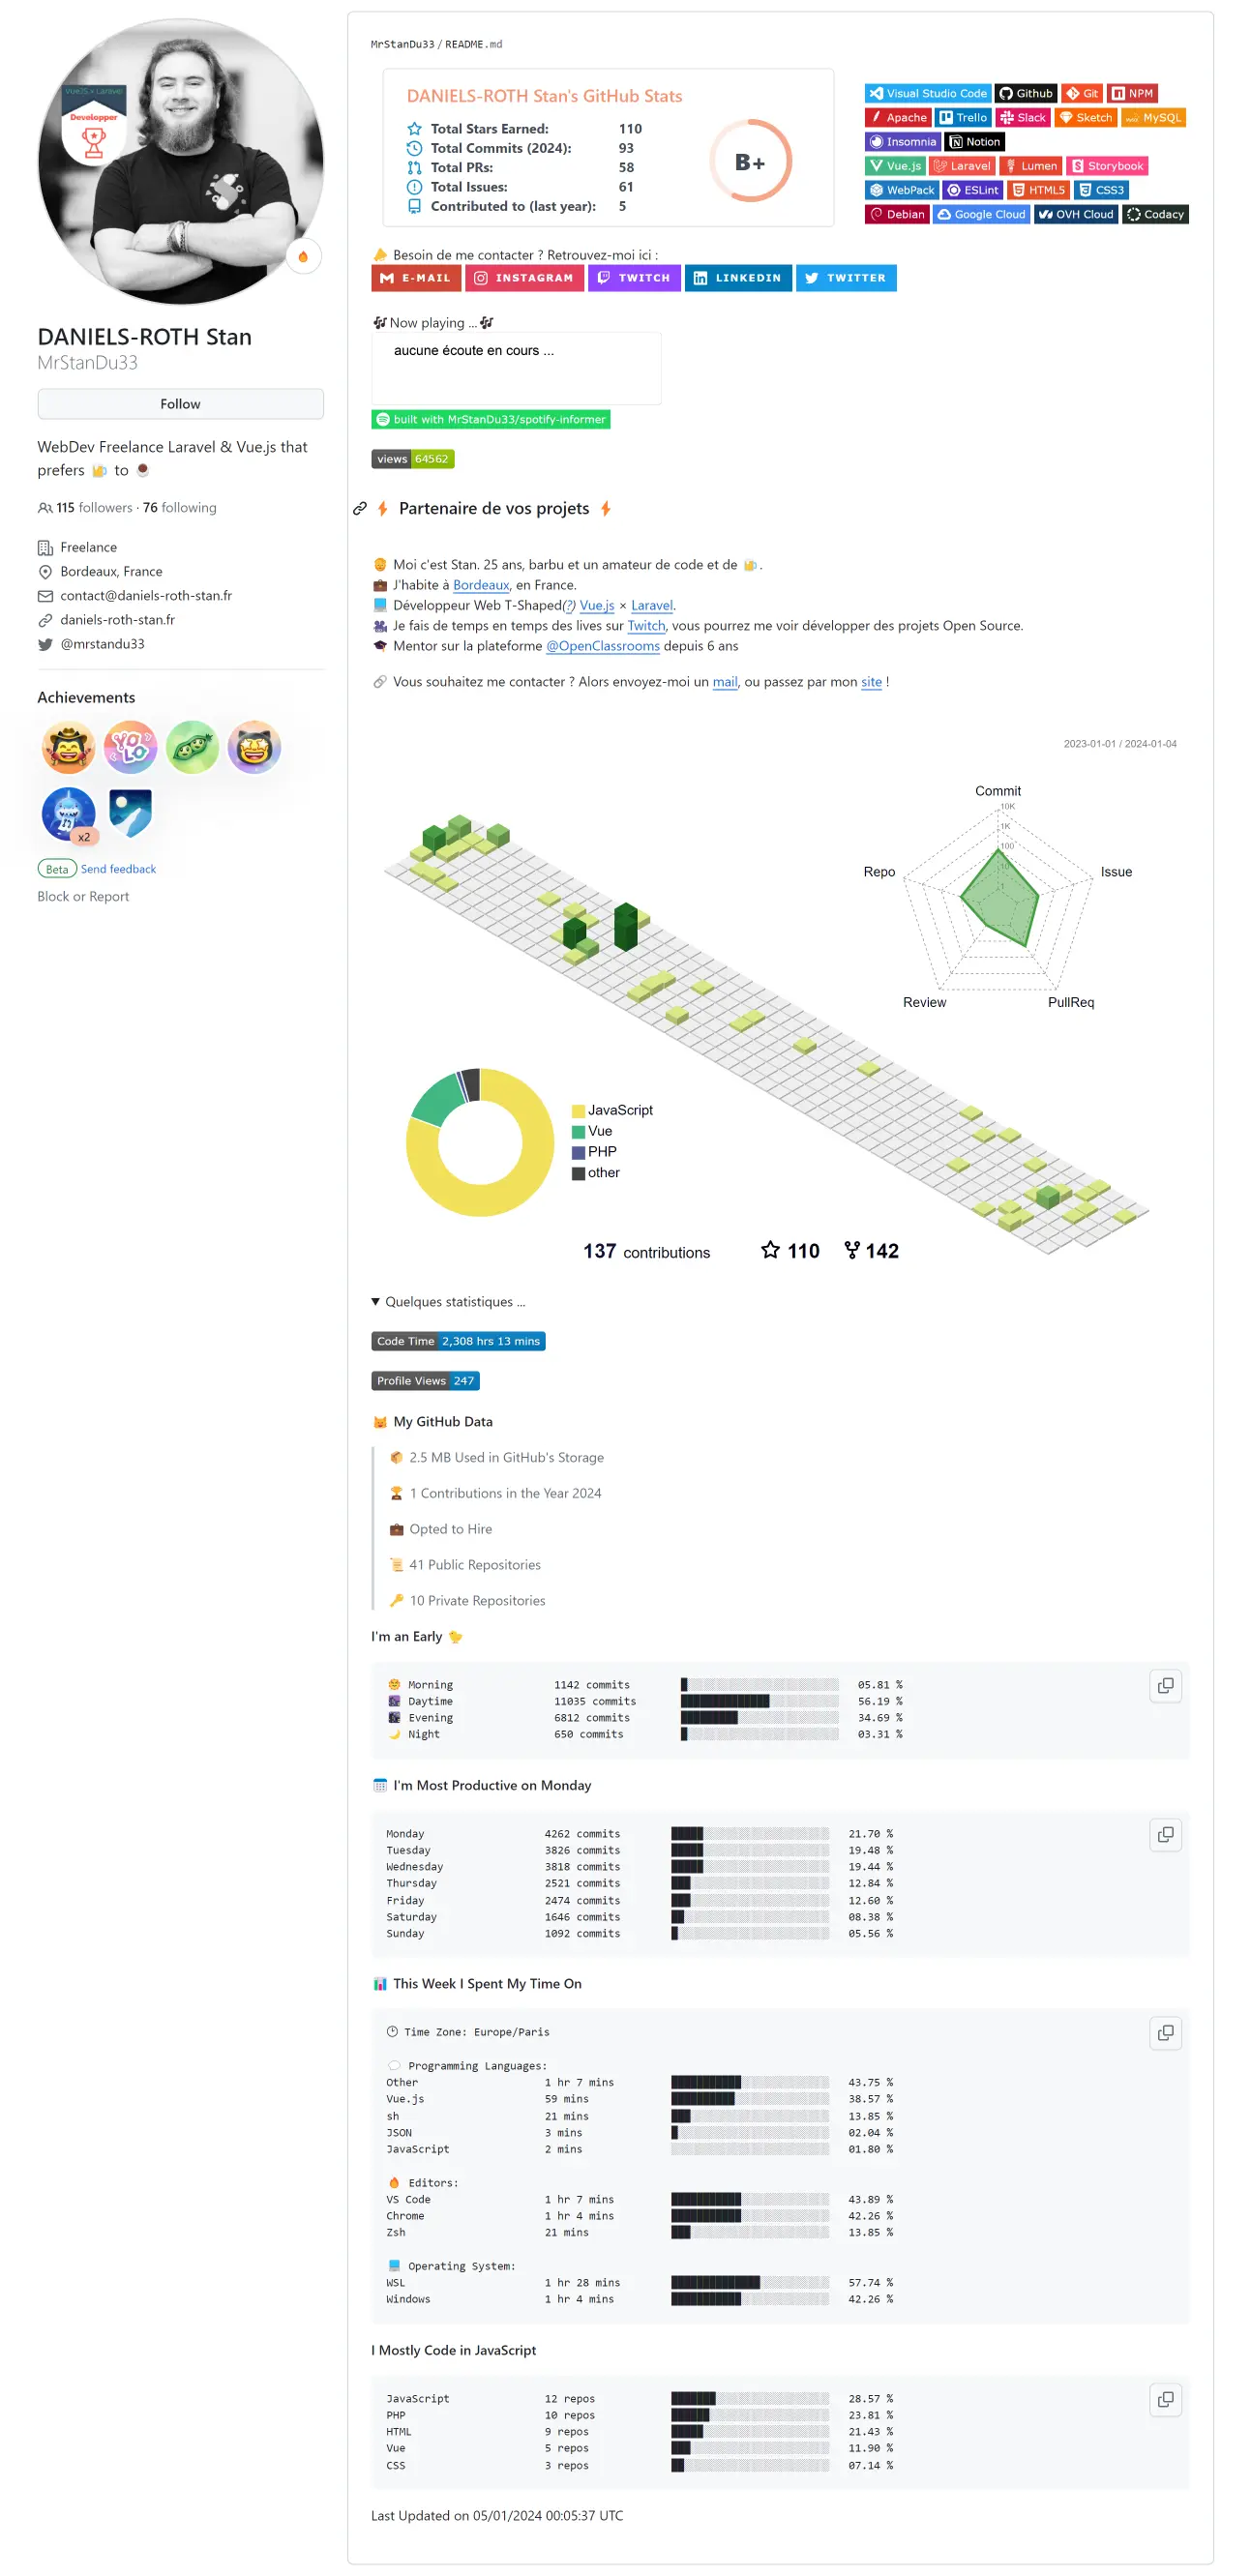 VueJS x Laravel
Developper
DANIELS-ROTH Stan
MrStanDu33
Follow
WebDev Freelance Laravel & Vue.js that
prefers 🍻 to ☕
115 followers · 76 following
Freelance
Bordeaux, France
contact@daniels-roth-stan.fr
daniels-roth-stan.fr
@mrstandu33
Achievements
YOLO
x2
Beta Send feedback
Block or Report
MrStanDu33 / README.md
DANIELS-ROTH Stan's GitHub Stats
Total Stars Earned: 110
Total Commits (2024): 93
Total PRs: 58
Total Issues: 61
Contributed to (last year): 5
B+
Visual Studio Code Github Git NPM
Apache Trello Slack Sketch MySQL
Insomnia Notion
Vue.js Laravel Lumen Storybook
WebPack ESLint HTML5 CSS3
Debian Google Cloud OVH Cloud Codacy
Besoin de me contacter ? Retrouvez-moi ici :
E-MAIL INSTAGRAM TWITCH LINKEDIN TWITTER
🎶 Now playing ... 🎶
aucune écoute en cours ...
built with MrStanDu33/spotify-informer
views 64562
⚡ Partenaire de vos projets ⚡
Moi c'est Stan. 25 ans, barbu et un amateur de code et de 🍻.
💼 J'habite à Bordeaux, en France.
Développeur Web T-Shaped(?) Vue.js × Laravel.
Je fais de temps en temps des lives sur Twitch, vous pourrez me voir développer des projets Open Source.
🎓 Mentor sur la plateforme @OpenClassrooms depuis 6 ans
🔗 Vous souhaitez me contacter ? Alors envoyez-moi un mail, ou passez par mon site !
2023-01-01 / 2024-01-04
Commit
10K
1K
100
10
1
Repo
Issue
Review
PullReq
JavaScript
Vue
PHP
other
137 contributions 110 142
▼ Quelques statistiques ...
Code Time 2,308 hrs 13 mins
Profile Views 247
🐱 My GitHub Data
📦 2.5 MB Used in GitHub's Storage
🏆 1 Contributions in the Year 2024
💼 Opted to Hire
📜 41 Public Repositories
🔑 10 Private Repositories
I'm an Early 🐤
🌞 Morning 1142 commits 05.81 %
🌆 Daytime 11035 commits 56.19 %
🌃 Evening 6812 commits 34.69 %
🌙 Night 650 commits 03.31 %
📅 I'm Most Productive on Monday
Monday 4262 commits 21.70 %
Tuesday 3826 commits 19.48 %
Wednesday 3818 commits 19.44 %
Thursday 2521 commits 12.84 %
Friday 2474 commits 12.60 %
Saturday 1646 commits 08.38 %
Sunday 1092 commits 05.56 %
📊 This Week I Spent My Time On
🕑 Time Zone: Europe/Paris
💬 Programming Languages:
Other 1 hr 7 mins 43.75 %
Vue.js 59 mins 38.57 %
sh 21 mins 13.85 %
JSON 3 mins 02.04 %
JavaScript 2 mins 01.80 %
🔥 Editors:
VS Code 1 hr 7 mins 43.89 %
Chrome 1 hr 4 mins 42.26 %
Zsh 21 mins 13.85 %
💻 Operating System:
WSL 1 hr 28 mins 57.74 %
Windows 1 hr 4 mins 42.26 %
I Mostly Code in JavaScript
JavaScript 12 repos 28.57 %
PHP 10 repos 23.81 %
HTML 9 repos 21.43 %
Vue 5 repos 11.90 %
CSS 3 repos 07.14 %
Last Updated on 05/01/2024 00:05:37 UTC